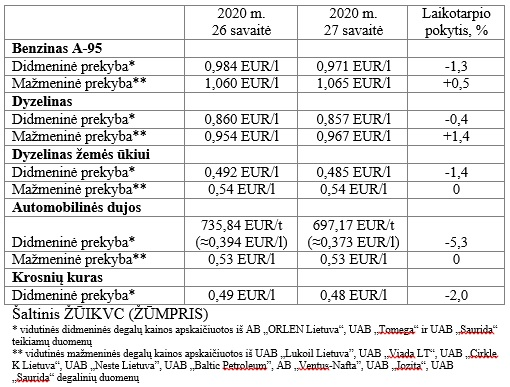 2020 m. 26 savaitė 2020 m. 27 savaitė Laikotarpio pokytis, %
Benzinas A-95
Didmeninė prekyba* 0,984 EUR/l 0,971 EUR/l -1,3
Mažmeninė prekyba** 1,060 EUR/l 1,065 EUR/l +0,5
Dyzelinas
Didmeninė prekyba* 0,860 EUR/l 0,857 EUR/l -0,4
Mažmeninė prekyba** 0,954 EUR/l 0,967 EUR/l +1,4
Dyzelinas žemės ūkiui
Didmeninė prekyba* 0,492 EUR/l 0,485 EUR/l -1,4
Mažmeninė prekyba** 0,54 EUR/l 0,54 EUR/l 0
Automobilinės dujos
Didmeninė prekyba* 735,84 EUR/t (≈0,394 EUR/l) 697,17 EUR/t (≈0,373 EUR/l) -5,3
Mažmeninė prekyba** 0,53 EUR/l 0,53 EUR/l 0
Krosnių kuras
Didmeninė prekyba* 0,49 EUR/l 0,48 EUR/l -2,0
Šaltinis ŽŪIKVC (ŽŪMPRIS)
* vidutinės didmeninės degalų kainos apskaičiuotos iš AB „ORLEN Lietuva“, UAB „Tomega“ ir UAB „Saurida“
teikiamų duomenų
** vidutinės mažmeninės degalų kainos apskaičiuotos iš UAB „Lukoil Lietuva”, UAB „Viada LT“, UAB „Cirkle
K Lietuva”, UAB „Neste Lietuva”, UAB „Baltic Petroleum”, AB „Ventus-Nafta”, UAB „Jozita“, UAB
„Saurida“ degalinių duomenų